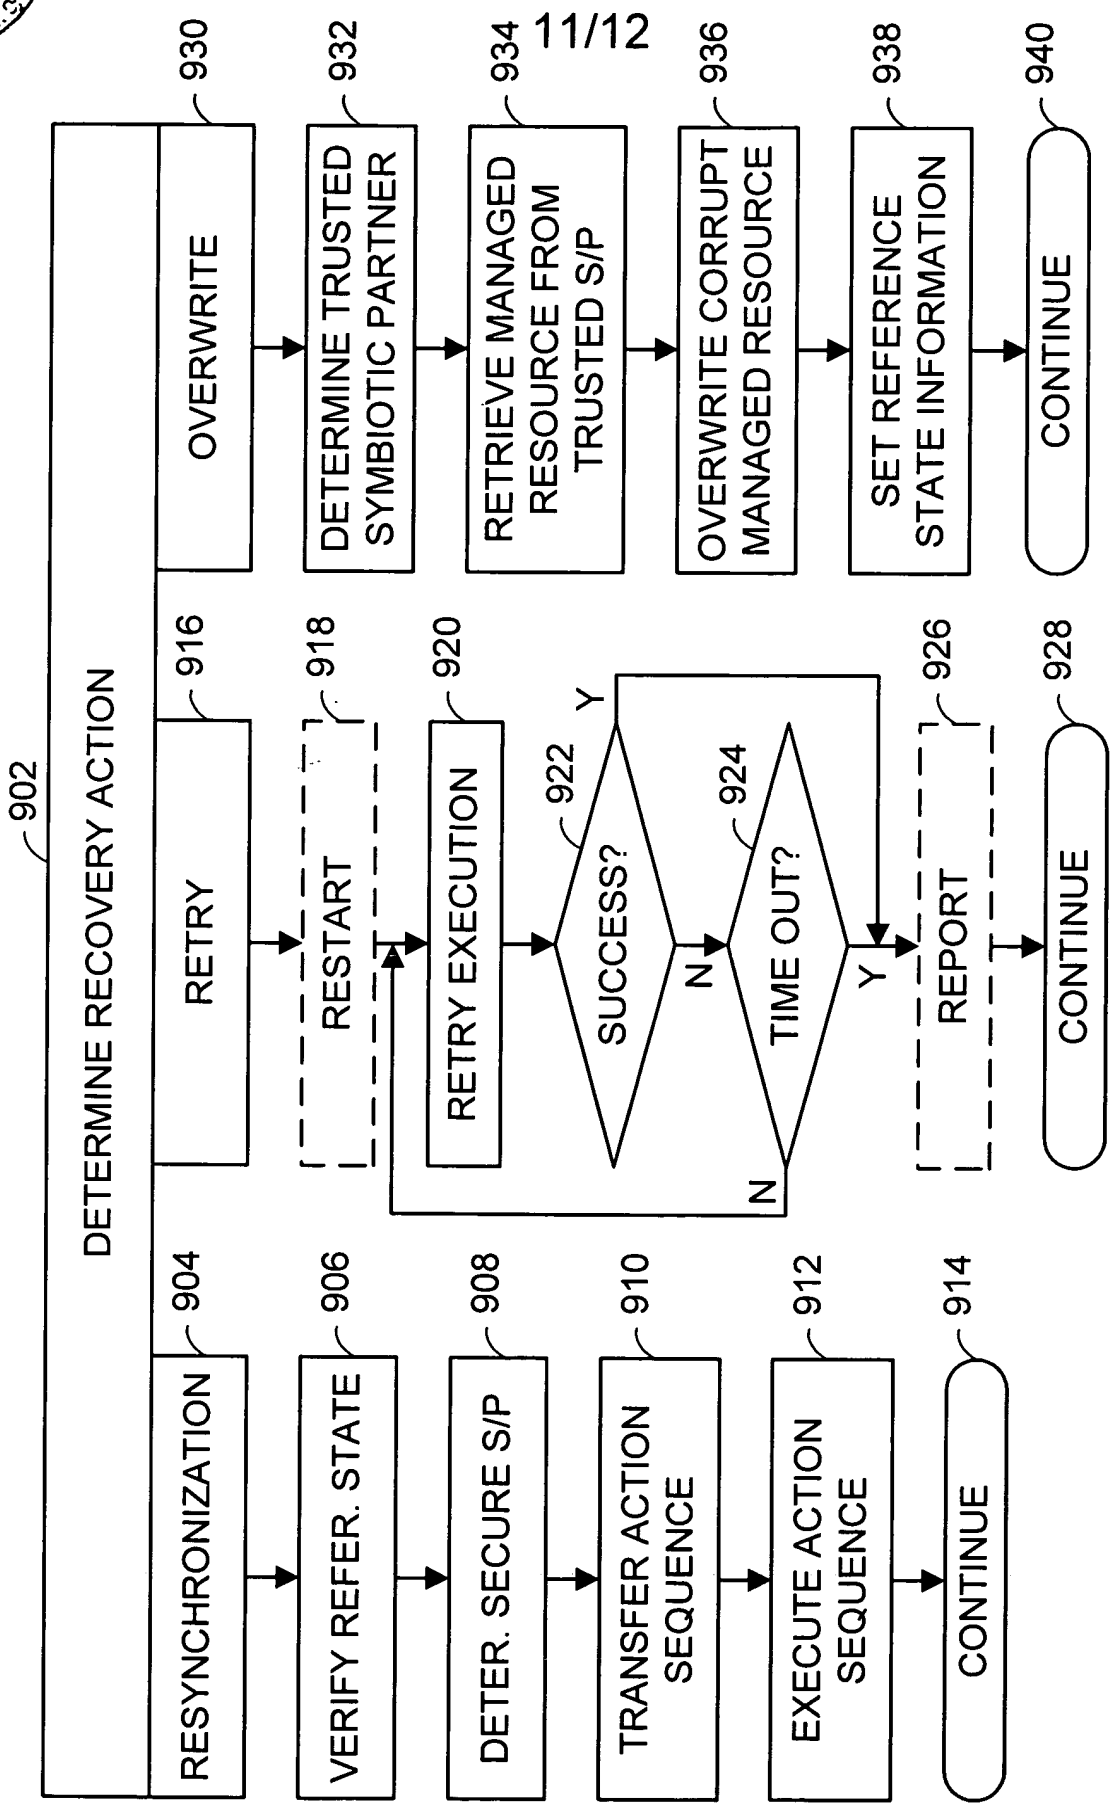 11/12
902
DETERMINE RECOVERY ACTION
904
RESYNCHRONIZATION
906
VERIFY REFER. STATE
908
DETER. SECURE S/P
910
TRANSFER ACTION
SEQUENCE
912
EXECUTE ACTION
SEQUENCE
914
CONTINUE
916
RETRY
918
RESTART
920
RETRY EXECUTION
922
SUCCESS?
Y
N
924
TIME OUT?
N
Y
926
REPORT
928
CONTINUE
930
OVERWRITE
932
DETERMINE TRUSTED
SYMBIOTIC PARTNER
934
RETRIEVE MANAGED
RESOURCE FROM
TRUSTED S/P
936
OVERWRITE CORRUPT
MANAGED RESOURCE
938
SET REFERENCE
STATE INFORMATION
940
CONTINUE